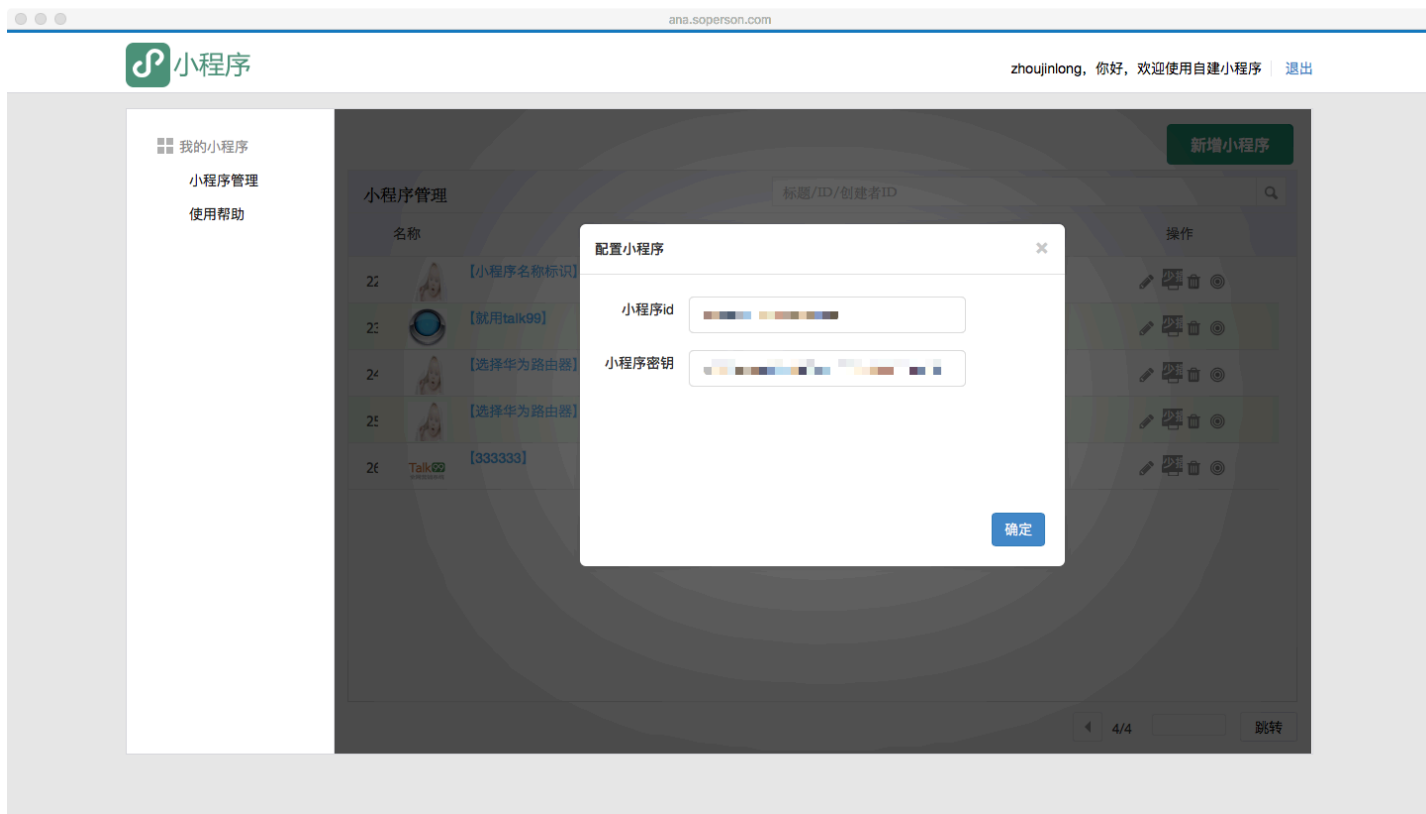 ana.soperson.com
小程序
zhoujinlong，你好，欢迎使用自建小程序 退出
我的小程序
小程序管理
使用帮助
新增小程序
小程序管理
标题/ID/创建者ID
名称
操作
【小程序名称标识】
【就用talk99】
【选择华为路由器】
【选择华为路由器】
【333333】
Talk99
配置小程序 ×
小程序id
小程序密钥
确定
4/4 跳转